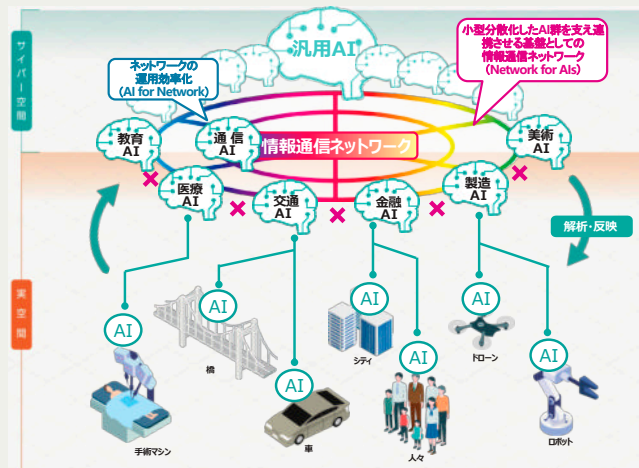 汎用AI
ネットワークの
運用効率化
(AI for Network)
小型分散化したAI群を支え連
携させる基盤としての
情報通信ネットワーク
(Network for AIs)
サイバー空間
教育
AI
通信
AI
情報通信ネットワーク
美術
AI
医療
AI
交通
AI
金融
AI
製造
AI
解析・反映
実空間
AI
AI
AI
AI
AI
AI
AI
手術マシン
橋
車
シティ
人々
ドローン
ロボット